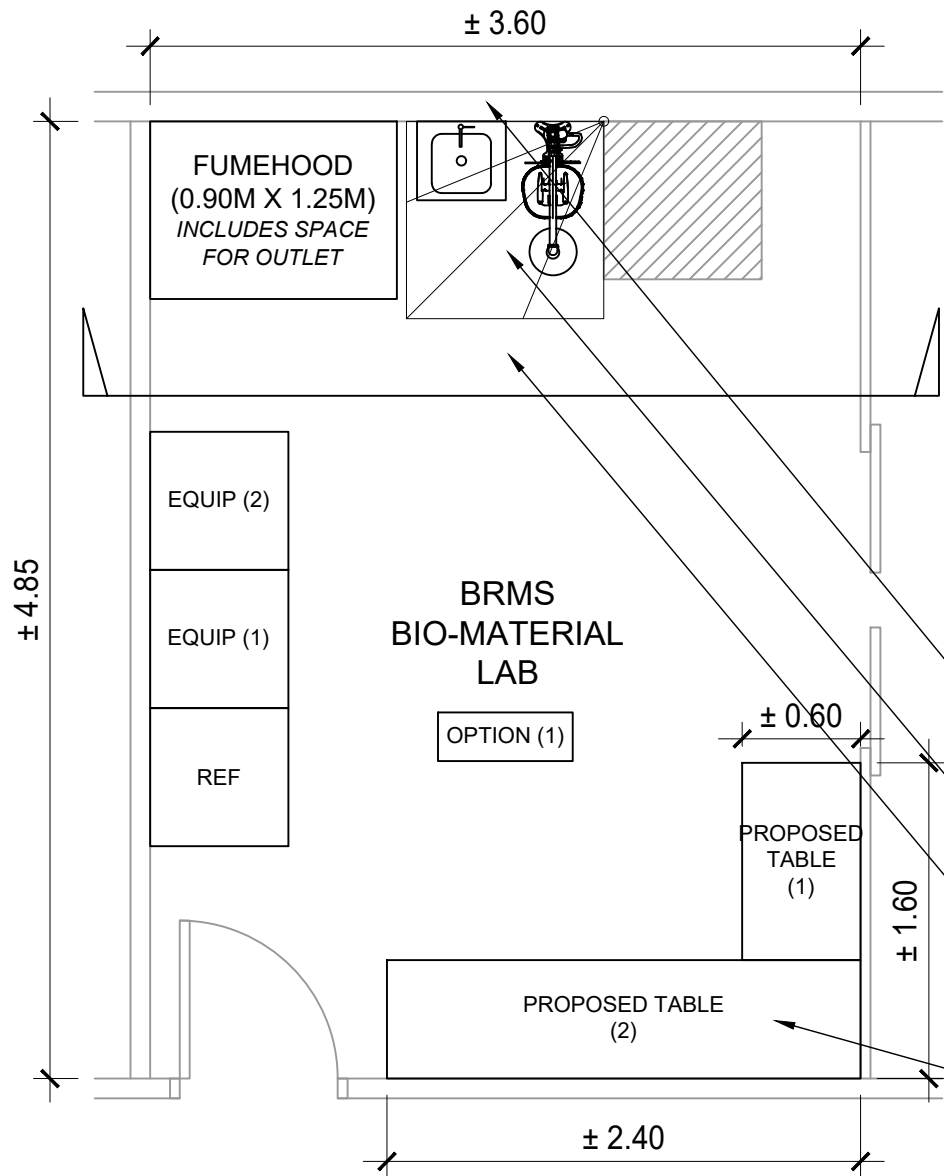 ± 3.60
FUMEHOOD
(0.90M X 1.25M)
INCLUDES SPACE
FOR OUTLET
± 4.85
EQUIP (2)
EQUIP (1)
REF
BRMS
BIO-MATERIAL
LAB
OPTION (1)
± 0.60
PROPOSED
TABLE
(1)
± 1.60
PROPOSED TABLE
(2)
± 2.40